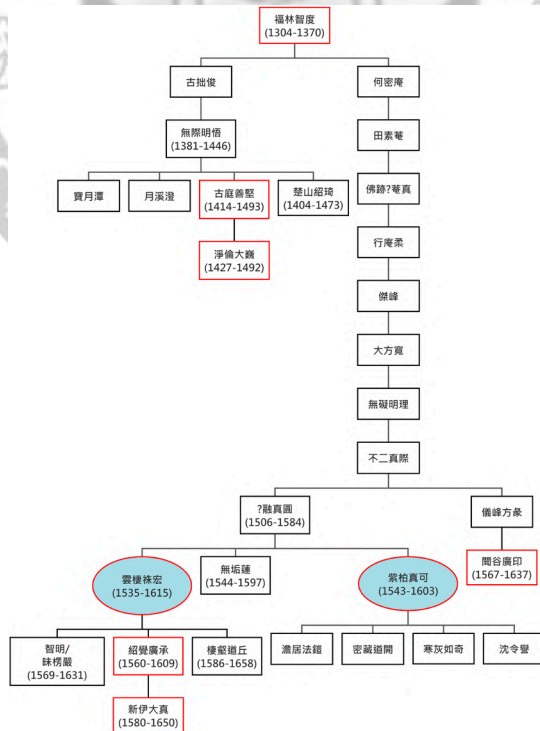 福林智度
(1304-1370)
古拙俊
何密庵
無際明悟
(1381-1446)
田素菴
寶月潭
月溪澄
古庭善堅
(1414-1493)
楚山紹琦
(1404-1473)
佛跡?菴真
淨倫大巍
(1427-1492)
行庵柔
傑峰
大方寬
無礙明理
不二真際
?融真圓
(1506-1584)
儀峰方彖
雲棲袾宏
(1535-1615)
無垢蓮
(1544-1597)
紫柏真可
(1543-1603)
聞谷廣印
(1567-1637)
智明/
昧楞嚴
(1569-1631)
紹覺廣承
(1560-1609)
棲壑道丘
(1586-1658)
澹居法鎧
密藏道開
寒灰如奇
沈令譽
新伊大真
(1580-1650)